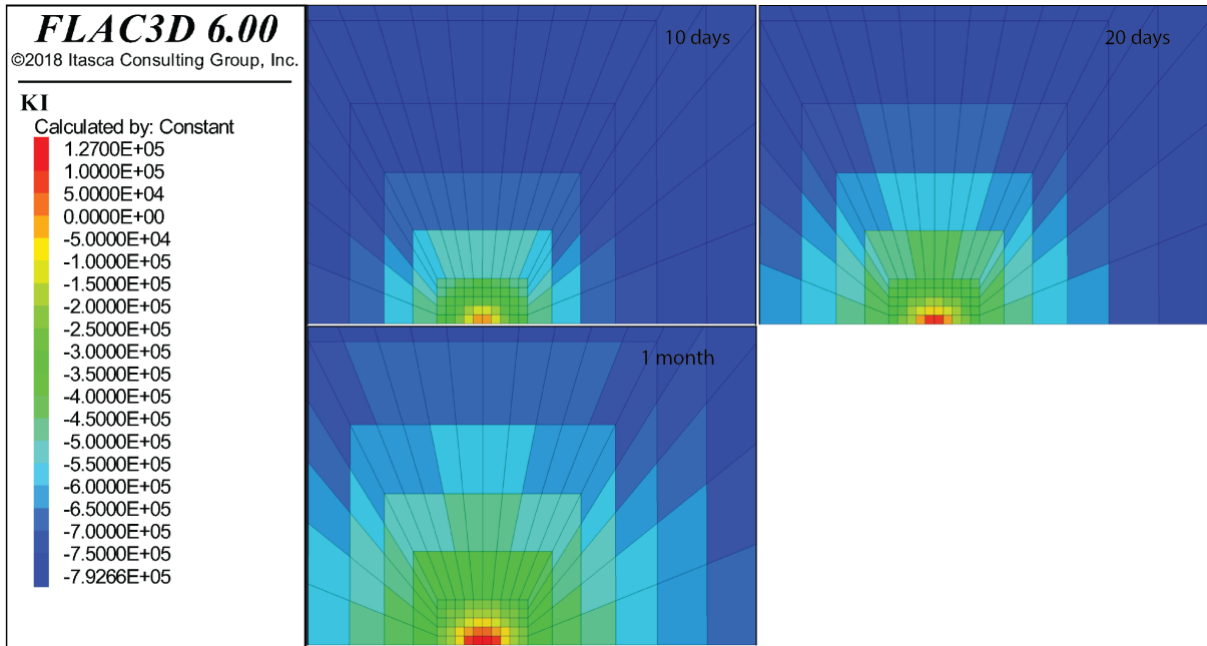 FLAC3D 6.00
©2018 Itasca Consulting Group, Inc.
KI
Calculated by: Constant
1.2700E+05
1.0000E+05
5.0000E+04
0.0000E+00
-5.0000E+04
-1.0000E+05
-1.5000E+05
-2.0000E+05
-2.5000E+05
-3.0000E+05
-3.5000E+05
-4.0000E+05
-4.5000E+05
-5.0000E+05
-5.5000E+05
-6.0000E+05
-6.5000E+05
-7.0000E+05
-7.5000E+05
-7.9266E+05
10 days
20 days
1 month